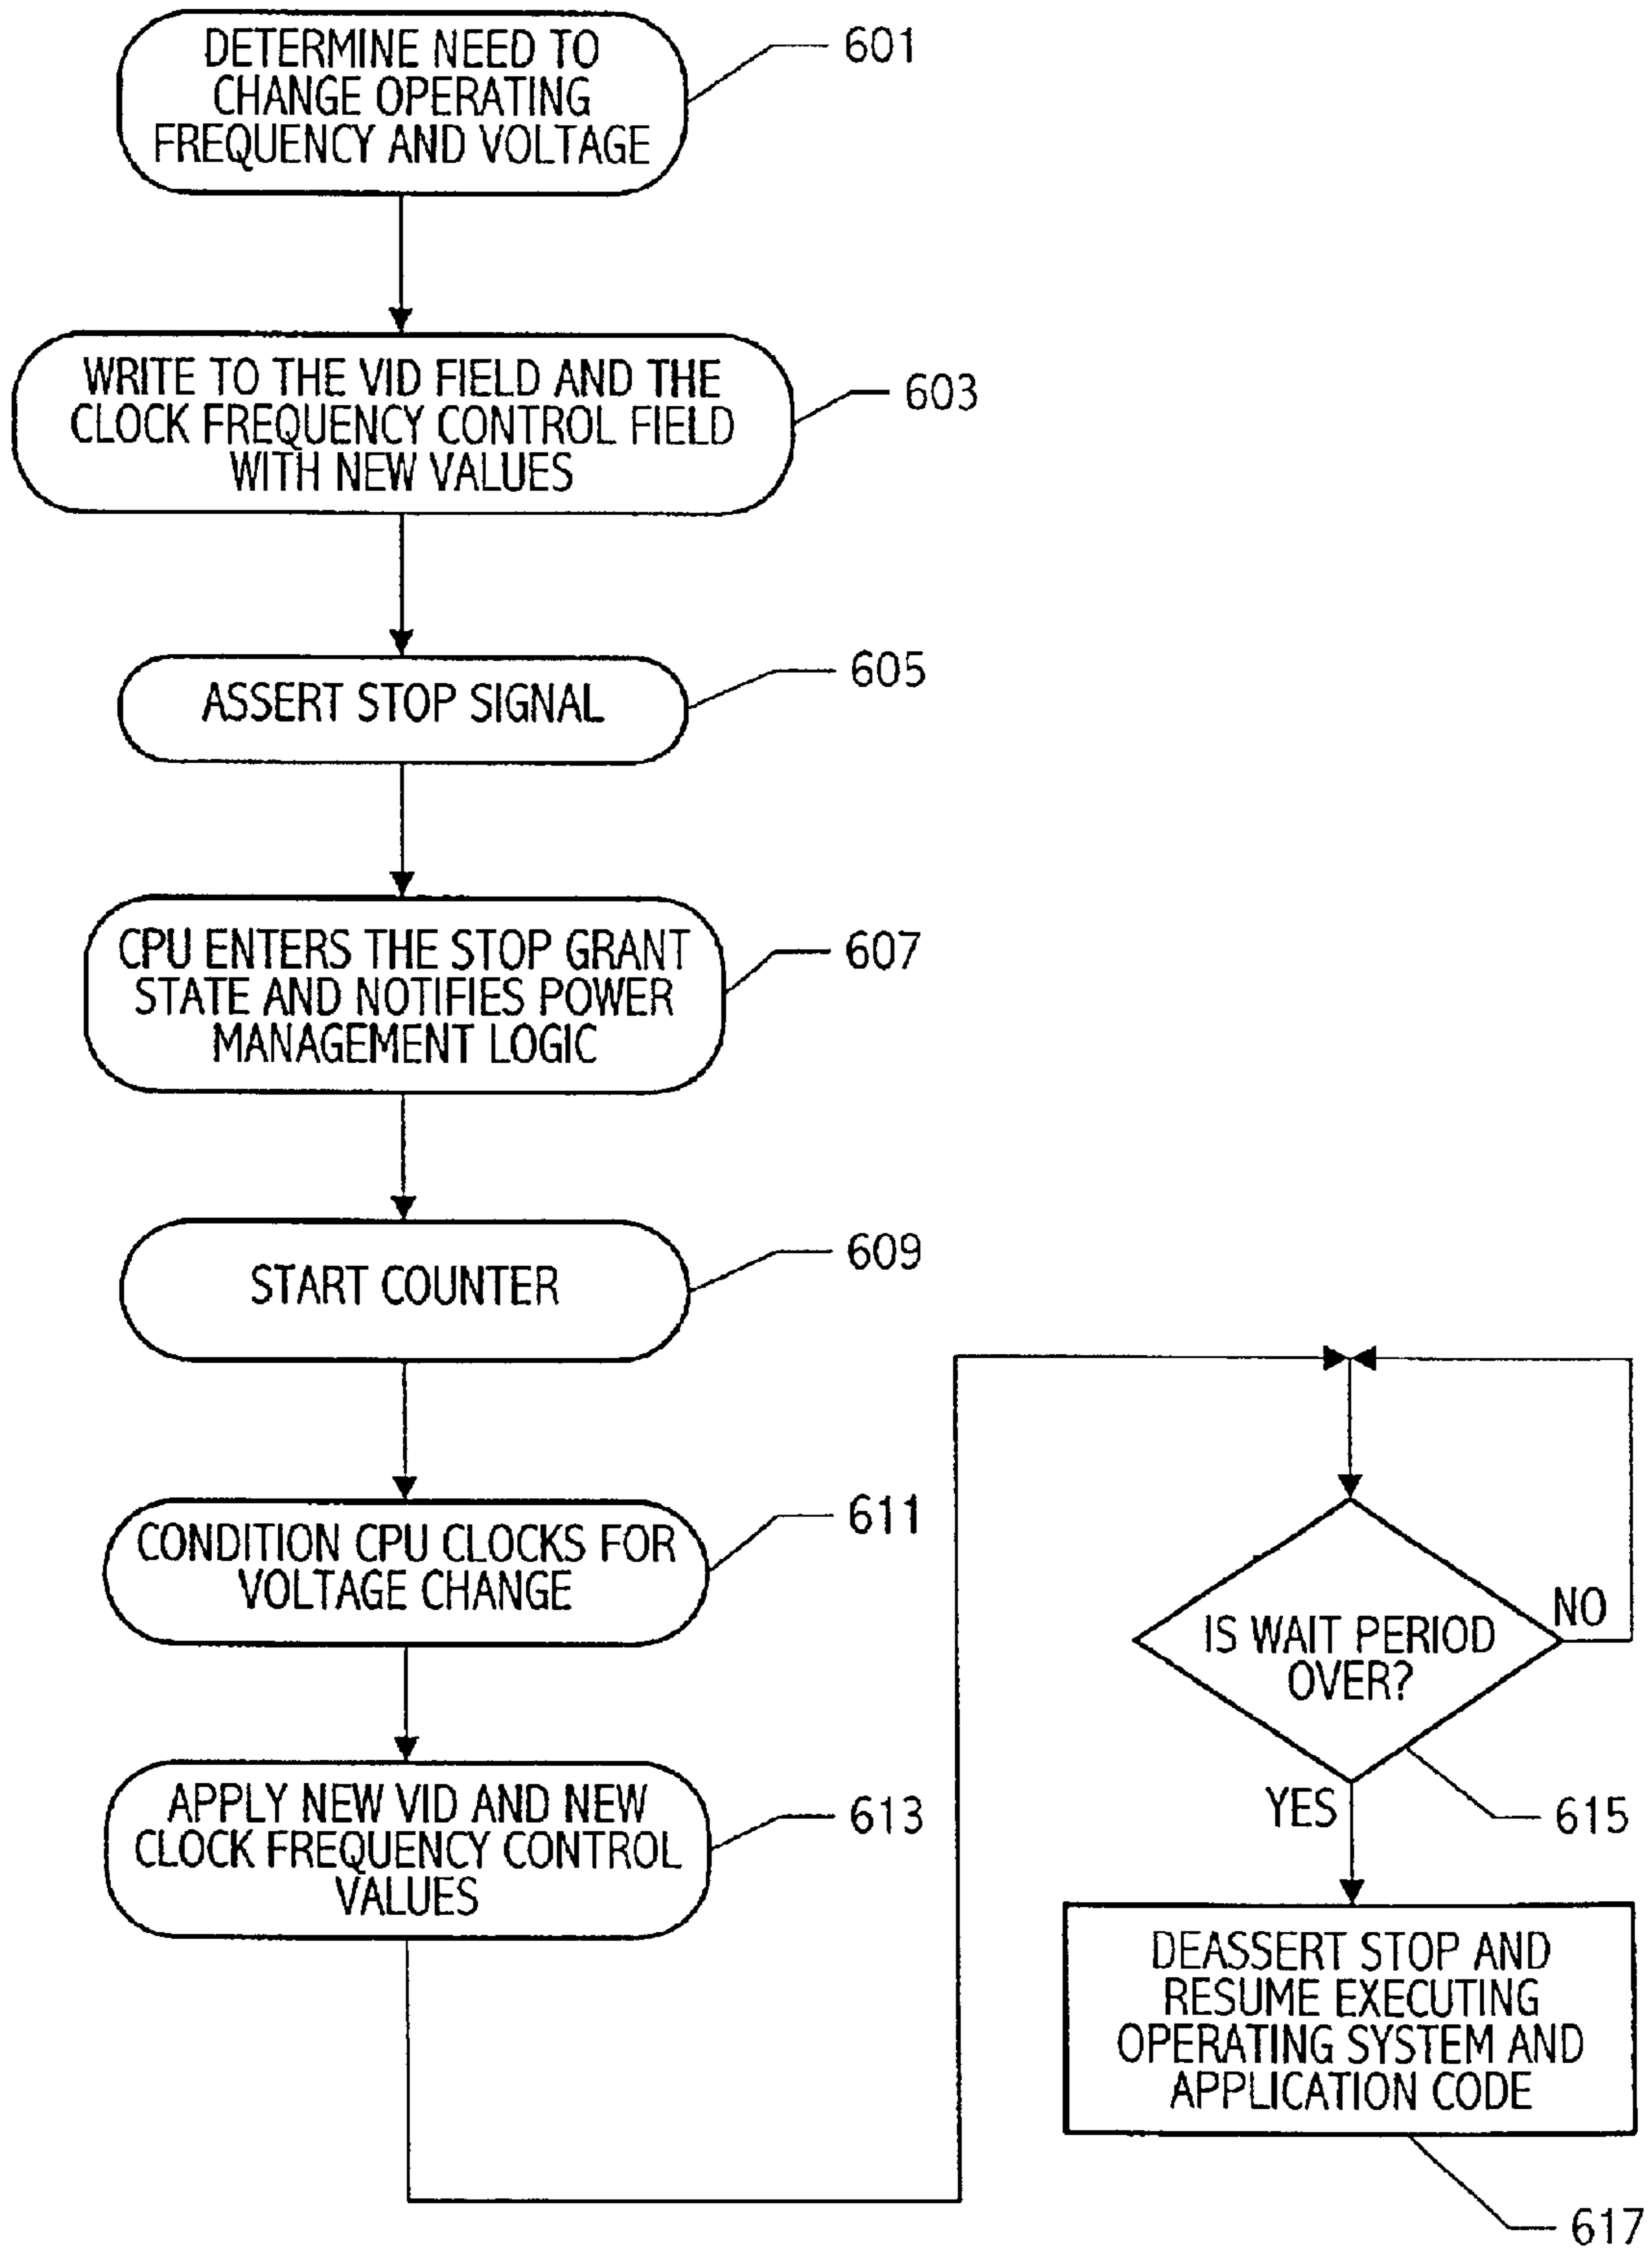 DETERMINE NEED TO
CHANGE OPERATING
FREQUENCY AND VOLTAGE
601
WRITE TO THE VID FIELD AND THE
CLOCK FREQUENCY CONTROL FIELD
WITH NEW VALUES
603
ASSERT STOP SIGNAL
605
CPU ENTERS THE STOP GRANT
STATE AND NOTIFIES POWER
MANAGEMENT LOGIC
607
START COUNTER
609
CONDITION CPU CLOCKS FOR
VOLTAGE CHANGE
611
APPLY NEW VID AND NEW
CLOCK FREQUENCY CONTROL
VALUES
613
IS WAIT PERIOD
OVER?
NO
YES
615
DEASSERT STOP AND
RESUME EXECUTING
OPERATING SYSTEM AND
APPLICATION CODE
617